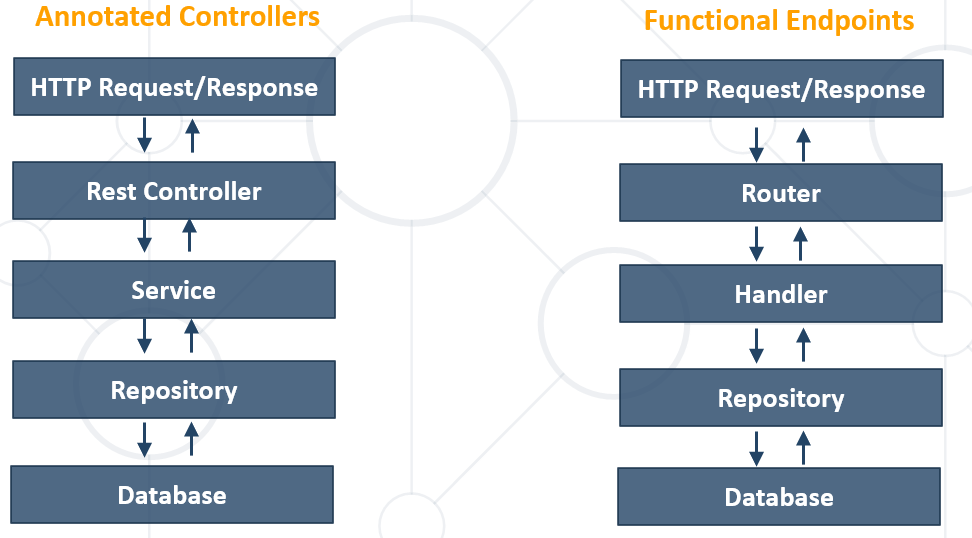 Annotated Controllers
HTTP Request/Response
Rest Controller
Service
Repository
Database
Functional Endpoints
HTTP Request/Response
Router
Handler
Repository
Database